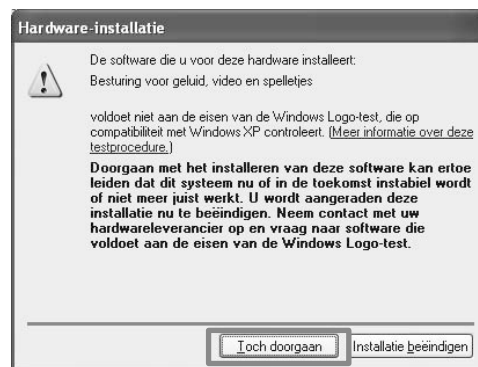 Hardware-installatie
De software die u voor deze hardware installeert:
Besturing voor geluid, video en spelletjes
voldoet niet aan de eisen van de Windows Logo-test, die op
compatibiliteit met Windows XP controleert. (Meer informatie over deze
testprocedure.)
Doorgaan met het installeren van deze software kan ertoe
leiden dat dit systeem nu of in de toekomst instabiel wordt
of niet meer juist werkt. U wordt aangeraden deze
installatie nu te beëindigen. Neem contact met uw
hardwareleverancier op en vraag naar software die
voldoet aan de eisen van de Windows Logo-test.
Toch doorgaan
Installatie beëindigen